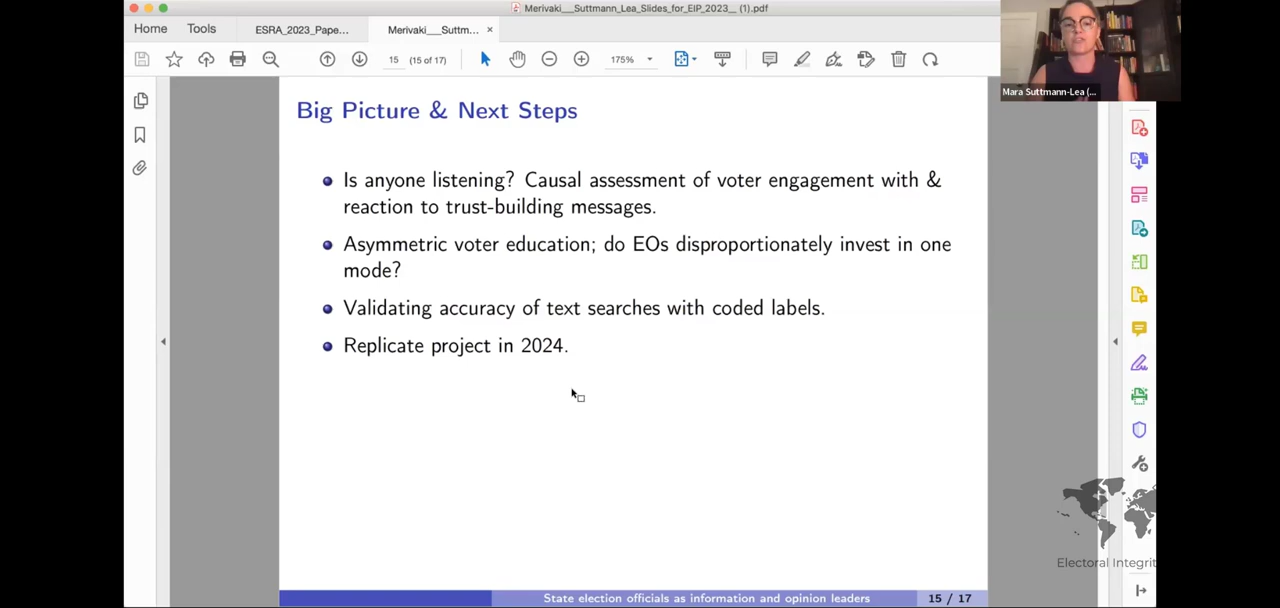 Merivaki__Suttmann_Lea_Slides_for_EIP_2023__ (1).pdf
Home
Tools
ESRA_2023_Pape...
Merivaki__Suttm...
×
15 (15 of 17)
175%
Mara Suttmann-Lea (...
Big Picture & Next Steps
Is anyone listening? Causal assessment of voter engagement with &
reaction to trust-building messages.
Asymmetric voter education; do EOs disproportionately invest in one
mode?
Validating accuracy of text searches with coded labels.
Replicate project in 2024.
Electoral Integrit
State election officials as information and opinion leaders
15 / 17